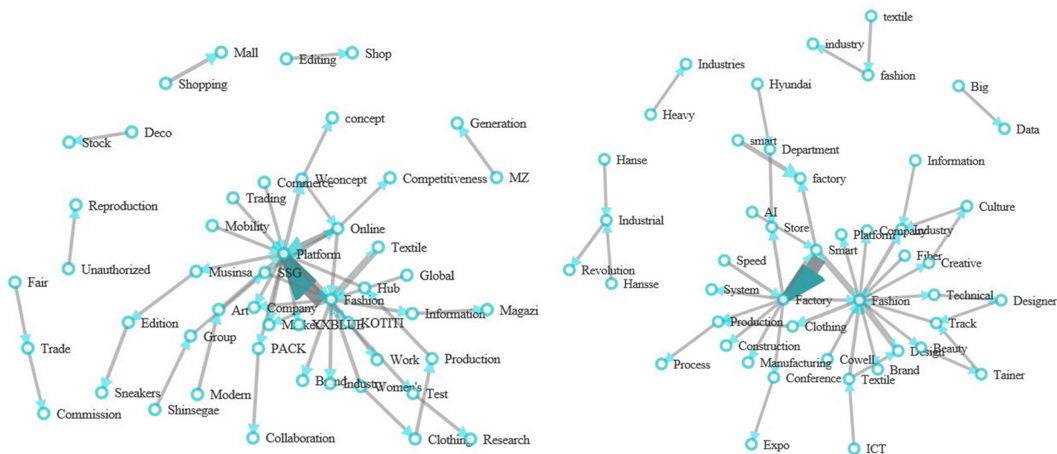 Mall
Shopping
Editing
Shop
Stock
Deco
concept
Generation
MZ
Commerce
Wconcept
Competitiveness
Trading
Reproduction
Mobility
Online
Textile
Platform
Unauthorized
Musinsa
SSG
Global
Hub
Fair
Fashion
Art
Company
Information
Magazi
Edition
Group
XXBLUE
KOTITI
Trade
PACK
Work
Production
Sneakers
Modern
Brand
Industry
Women's
Test
Commission
Shinsegae
Collaboration
Clothing
Research
textile
industry
fashion
Industries
Heavy
Hyundai
Big
Data
smart
Department
Hanse
factory
Information
Industrial
AI
Store
Culture
Platform
Company
Industry
Smart
Revolution
Hansse
Speed
Fiber
Creative
System
Factory
Fashion
Technical
Designer
Production
Clothing
Track
Construction
Design
Beauty
Process
Manufacturing
Cowell
Brand
Conference
Textile
Tainer
Expo
ICT